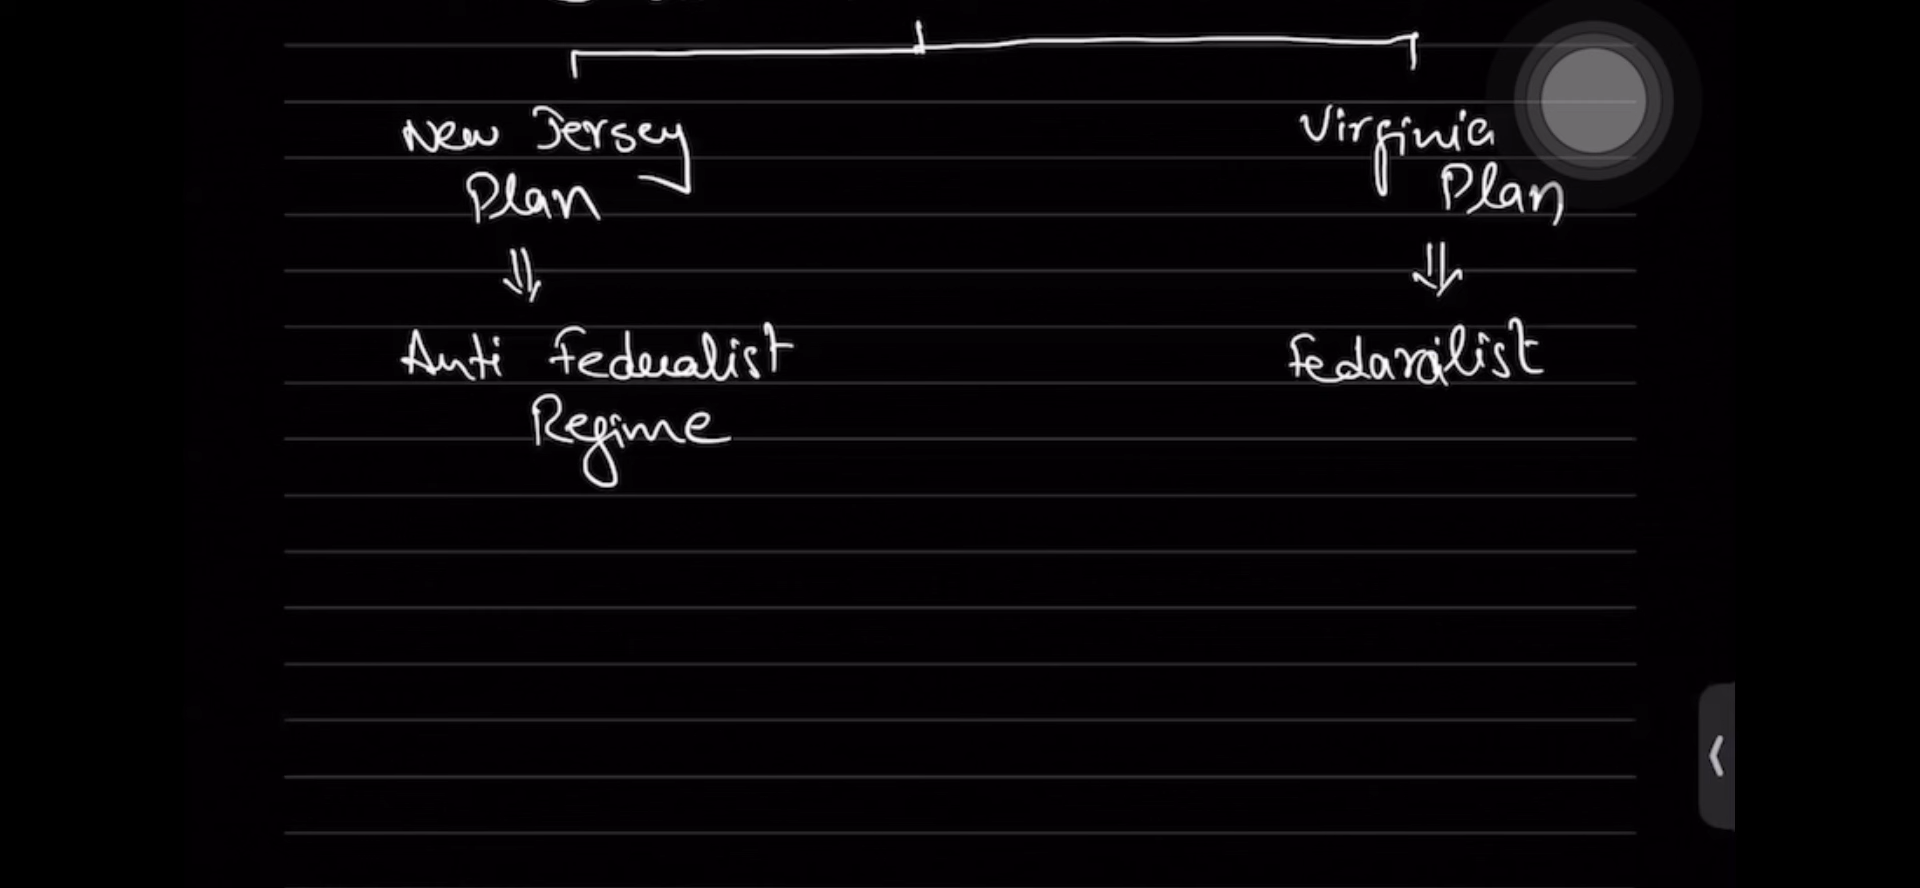 New Jersey
Plan
⇓
Anti Federalist
Regime
Virginia
Plan
⇓
Fedaralist